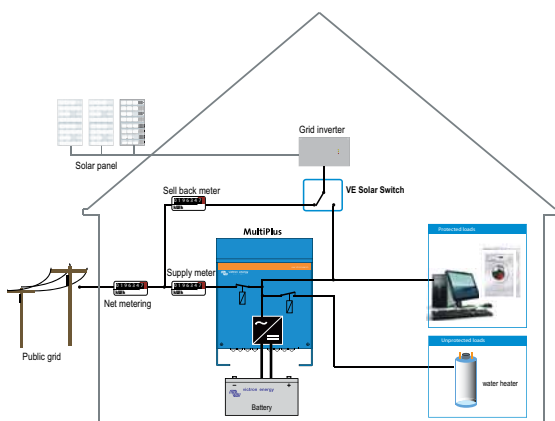 Grid inverter
Solar panel
Sell back meter
VE Solar Switch
MultiPlus
Protected loads
Supply meter
Net metering
Public grid
Unprotected loads
water heater
victron energy
Battery